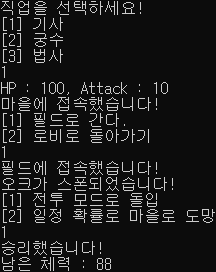 직업을 선택하세요!
[1] 기사
[2] 궁수
[3] 법사
1
HP : 100, Attack : 10
마을에 접속했습니다!
[1] 필드로 간다.
[2] 로비로 돌아가기
1
필드에 접속했습니다!
오크가 스폰되었습니다!
[1] 전투 모드로 돌입
[2] 일정 확률로 마을로 도망
1
승리했습니다!
남은 체력 : 88